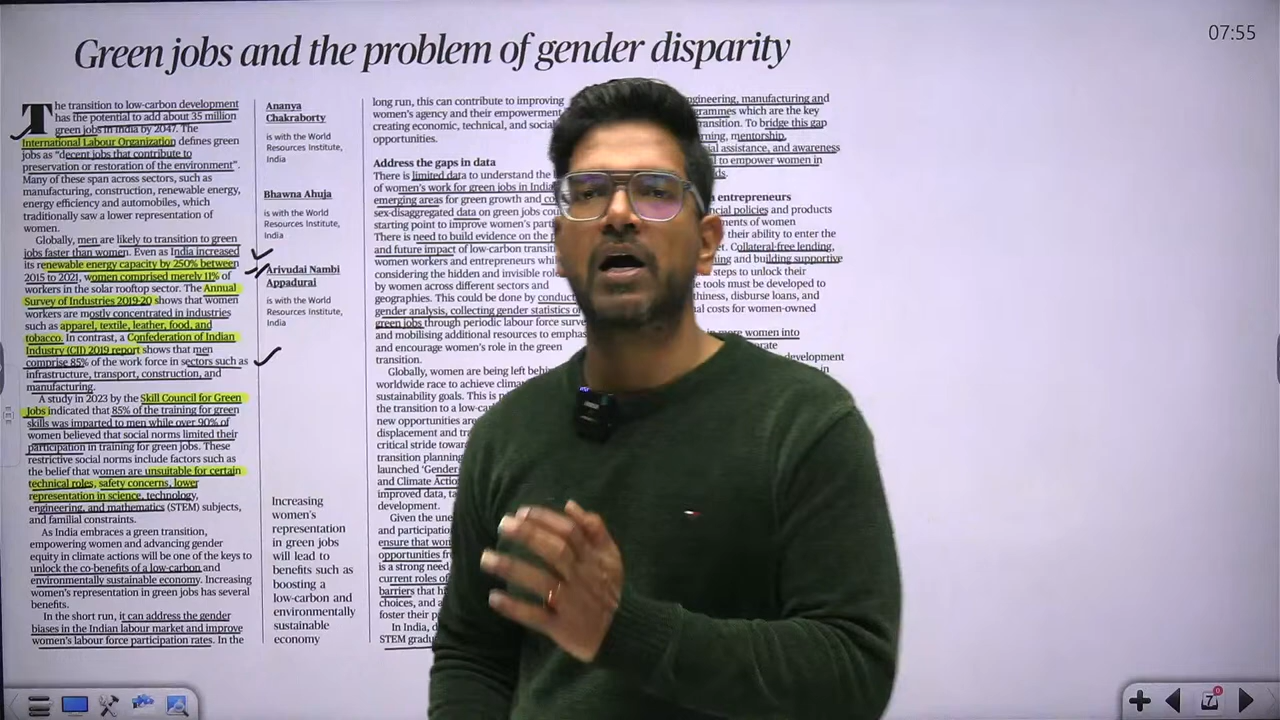 Green jobs and the problem of gender disparity
07:55
The transition to low-carbon development
has the potential to add about 35 million
green jobs in India by 2047. The
International Labour Organization defines green
jobs as "decent jobs that contribute to
preservation or restoration of the environment".
Many of these span across sectors, such as
manufacturing, construction, renewable energy,
energy efficiency and automobiles, which
traditionally saw a lower representation of
women.
Globally, men are likely to transition to green
jobs faster than women. Even as India increased
its renewable energy capacity by 250% between
2015 to 2021, women comprised merely 11% of
workers in the solar rooftop sector. The Annual
Survey of Industries 2019-20 shows that women
workers are mostly concentrated in industries
such as apparel, textile, leather, food, and
tobacco. In contrast, a Confederation of Indian
Industry (CII) 2019 report shows that men
comprise 85% of the work force in sectors such as
infrastructure, transport, construction, and
manufacturing.
A study in 2023 by the Skill Council for Green
Jobs indicated that 85% of the training for green
skills was imparted to men while over 90% of
women believed that social norms limited their
participation in training for green jobs. These
restrictive social norms include factors such as
the belief that women are unsuitable for certain
technical roles, safety concerns, lower
representation in science, technology,
engineering, and mathematics (STEM) subjects,
and familial constraints.
As India embraces a green transition,
empowering women and advancing gender
equity in climate actions will be one of the keys to
unlock the co-benefits of a low-carbon and
environmentally sustainable economy. Increasing
women's representation in green jobs has several
benefits.
In the short run, it can address the gender
biases in the Indian labour market and improve
women's labour force participation rates. In the
Ananya
Chakraborty
is with the World
Resources Institute,
India
Bhawna Ahuja
is with the World
Resources Institute,
India
Arivudai Nambi
Appadurai
is with the World
Resources Institute,
India
Increasing
women's
representation
in green jobs
will lead to
benefits such as
boosting a
low-carbon and
environmentally
sustainable
economy
long run, this can contribute to improving
women's agency and their empowerment
creating economic, technical, and social
opportunities.
Address the gaps in data
There is limited data to understand the
of women's work for green jobs in India
emerging areas for green growth and
sex-disaggregated data on green jobs
starting point to improve women's
There is need to build evidence on the
and future impact of low-carbon
women workers and entrepreneurs
considering the hidden and invisible
by women across different sectors and
geographies. This could be done by
gender analysis, collecting gender statistics
green jobs through periodic labour force
and mobilising additional resources to
and encourage women's role in the green
transition.
Globally, women are being left
worldwide race to achieve
sustainability goals. This is
the transition to a
new opportunities are
displacement and
critical stride
transition planning
launched
and Climate
improved data,
development.
Given the
and participation
ensure that
opportunities
is a strong need
current roles of
barriers that
choices, and
foster their
In India,
STEM
manufacturing and
which are the key
transition. To bridge this gap
mentorship,
assistance, and awareness
to empower women in
entrepreneurs
policies and products
of women
their ability to enter the
Collateral-free lending,
and building supportive
steps to unlock their
tools must be developed to
disburse loans, and
costs for women-owned
more women into
development
in